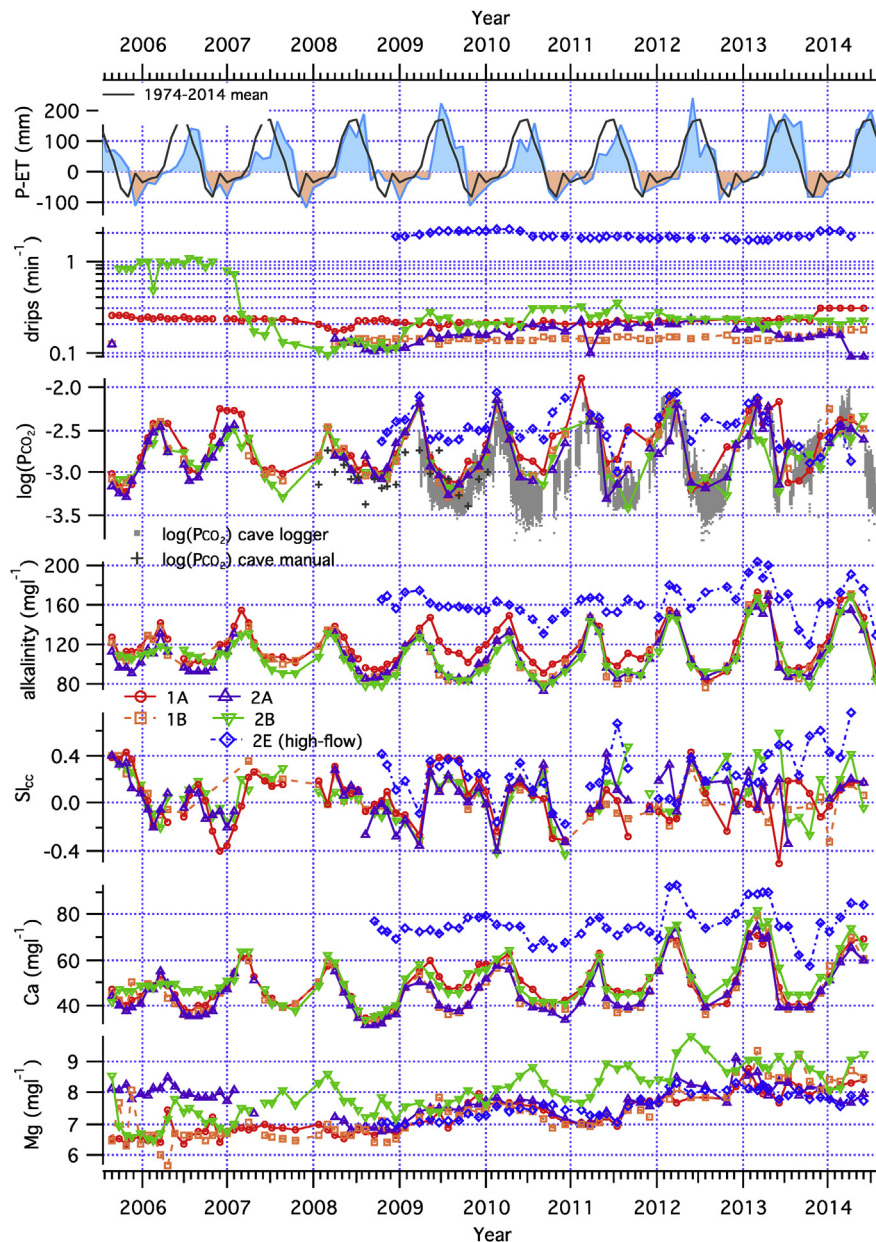 Year
2006 2007 2008 2009 2010 2011 2012 2013 2014
1974-2014 mean
200
100
0
-100
P-ET (mm)
1
0.1
drips (min⁻¹)
-2.0
-2.5
-3.0
-3.5
log(PCO₂)
log(PCO₂) cave logger
log(PCO₂) cave manual
200
160
120
80
alkalinity (mgl⁻¹)
1A 2A
1B 2B
2E (high-flow)
0.4
0.0
-0.4
SIcc
80
60
40
Ca (mgl⁻¹)
9
8
7
6
Mg (mgl⁻¹)
2006 2007 2008 2009 2010 2011 2012 2013 2014
Year